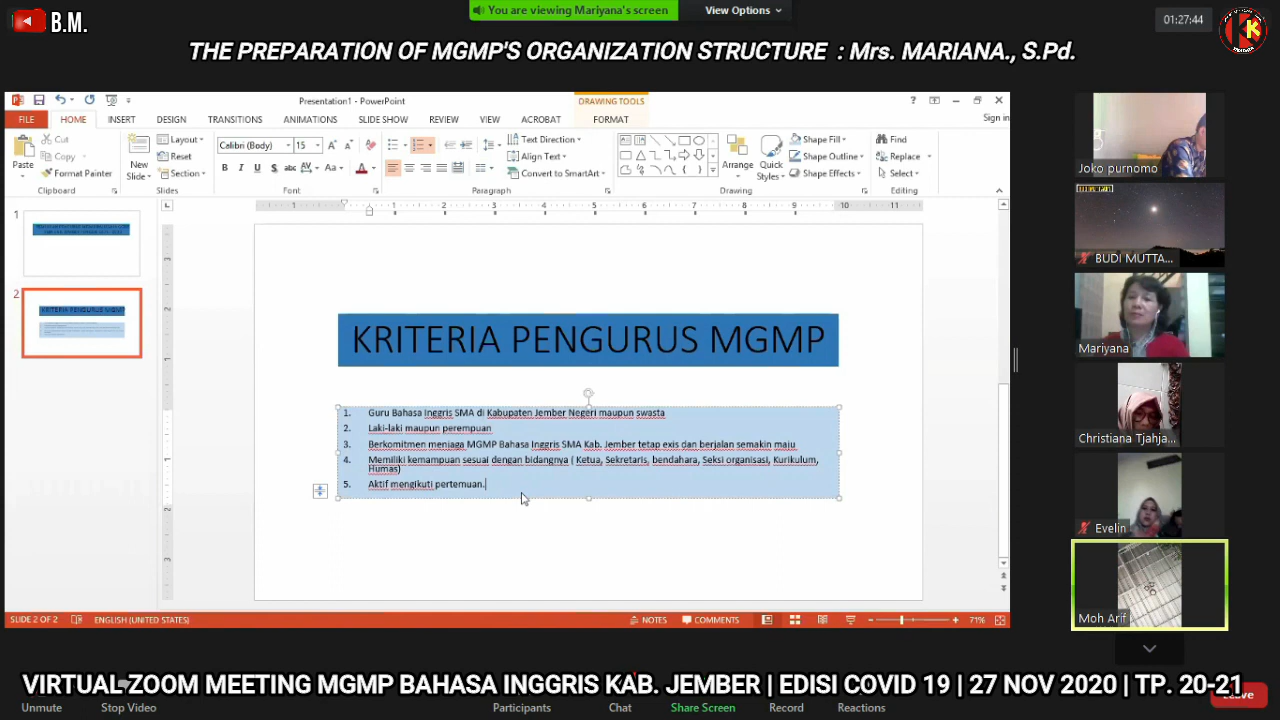 B.M.
You are viewing Mariyana's screen
View Options
01:27:44
THE PREPARATION OF MGMP'S ORGANIZATION STRUCTURE : Mrs. MARIANA., S.Pd.
Presentation1 - PowerPoint
DRAWING TOOLS
Sign in
FILE HOME INSERT DESIGN TRANSITIONS ANIMATIONS SLIDE SHOW REVIEW VIEW ACROBAT FORMAT
Paste
Cut
Copy
Format Painter
Clipboard
New Slide
Layout
Reset
Section
Slides
Calibri (Body) 15
Font
Text Direction
Align Text
Convert to SmartArt
Paragraph
Arrange
Quick Styles
Shape Fill
Shape Outline
Shape Effects
Drawing
Find
Replace
Select
Editing
1
2
KRITERIA PENGURUS MGMP
KRITERIA PENGURUS MGMP
1. Guru Bahasa Inggris SMA di Kabupaten Jember Negeri maupun swasta
2. Laki-laki maupun perempuan
3. Berkomitmen menjaga MGMP Bahasa Inggris SMA Kab. Jember tetap exis dan berjalan semakin maju
4. Memiliki kemampuan sesuai dengan bidangnya ( Ketua, Sekretaris, bendahara, Seksi organisasi, Kurikulum,
Humas)
5. Aktif mengikuti pertemuan.
SLIDE 2 OF 2 ENGLISH (UNITED STATES) NOTES COMMENTS 71%
Joko purnomo
BUDI MUTTA...
Mariyana
Christiana Tjahja...
Evelin
Moh Arif
VIRTUAL ZOOM MEETING MGMP BAHASA INGGRIS KAB. JEMBER | EDISI COVID 19 | 27 NOV 2020 | TP. 20-21
Unmute Stop Video Participants Chat Share Screen Record Reactions Leave